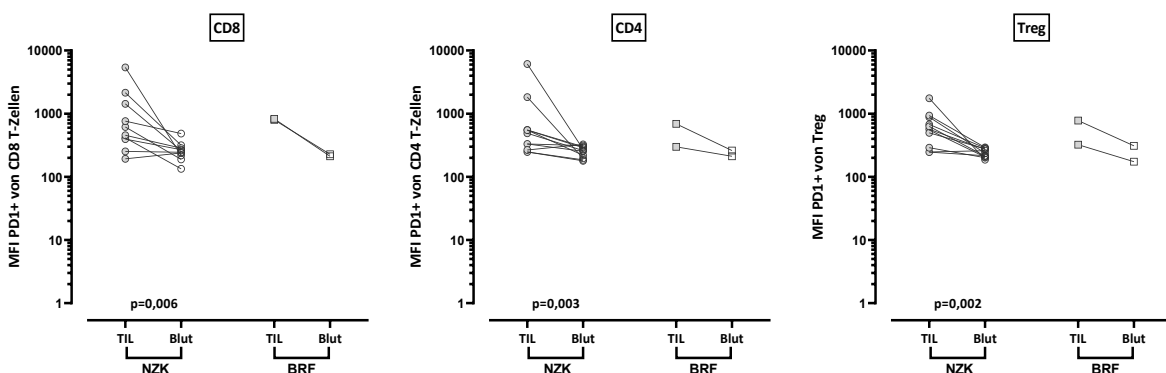 CD8
MFI PD1+ von CD8 T-Zellen
10000
1000
100
10
1
p=0,006
TIL Blut TIL Blut
NZK BRF
CD4
MFI PD1+ von CD4 T-Zellen
10000
1000
100
10
1
p=0,003
TIL Blut TIL Blut
NZK BRF
Treg
MFI PD1+ von Treg
10000
1000
100
10
1
p=0,002
TIL Blut TIL Blut
NZK BRF